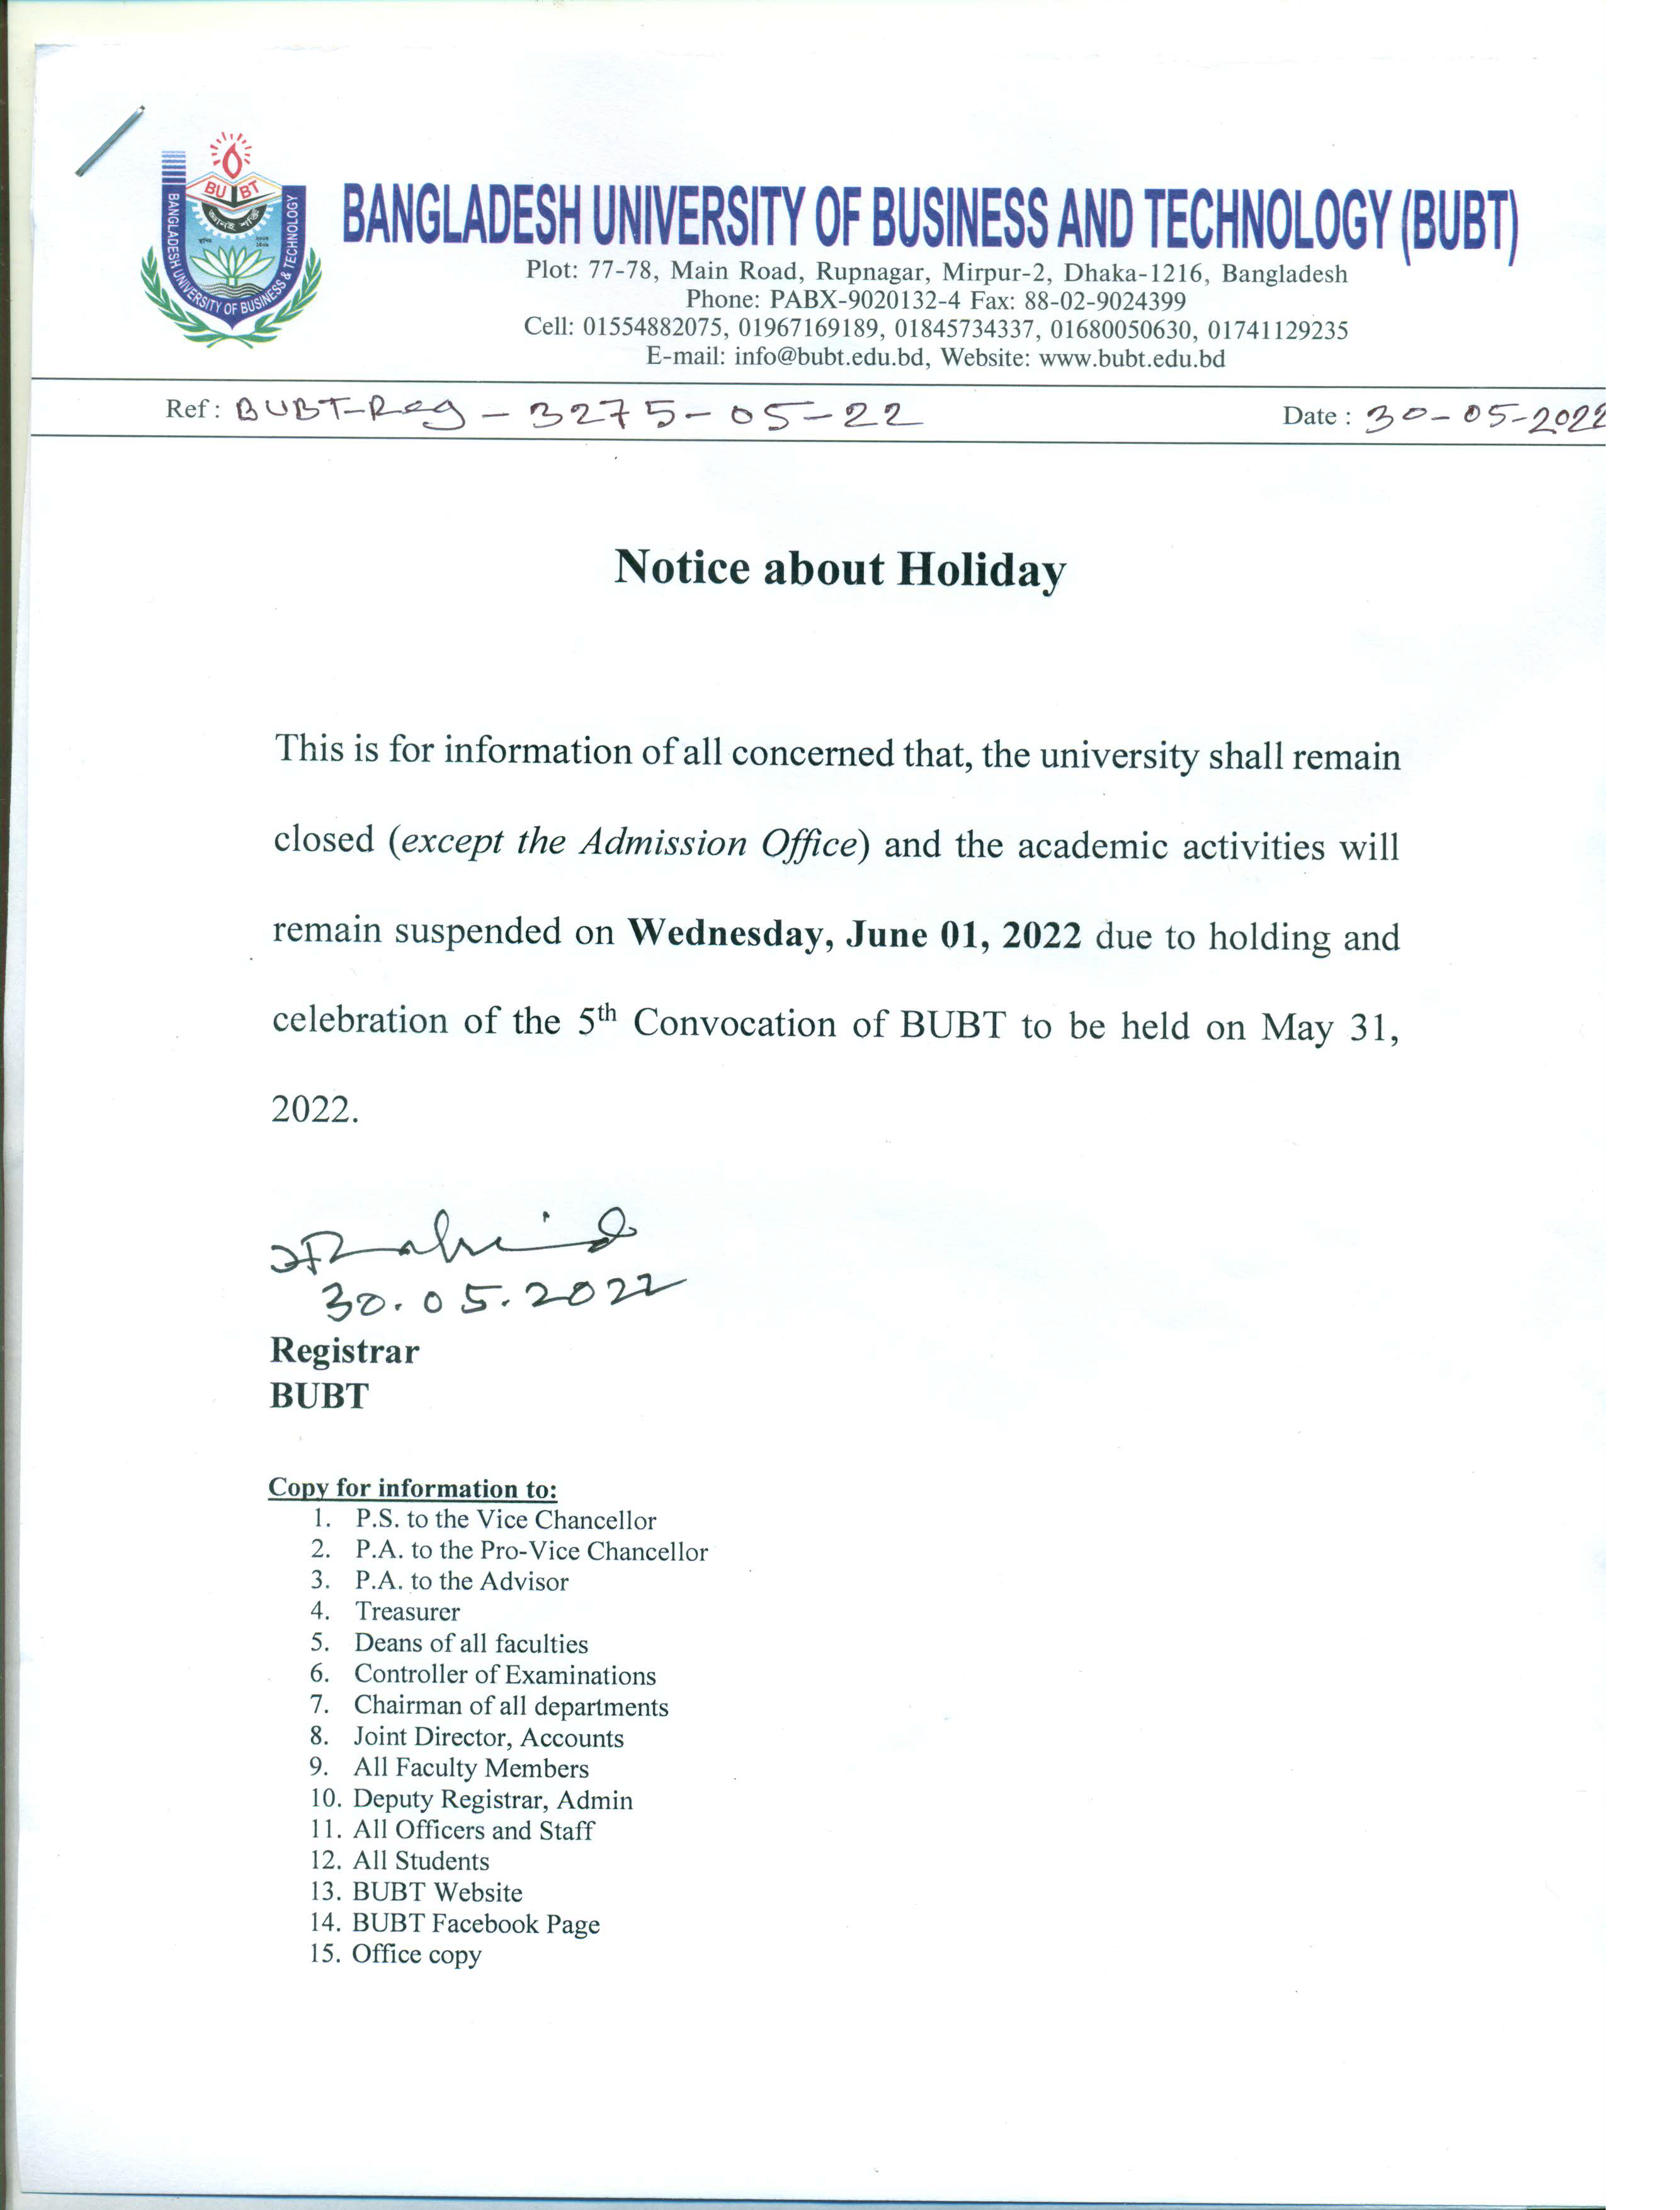 BU BT
BANGLADESH UNIVERSITY OF BUSINESS & TECHNOLOGY
BANGLADESH UNIVERSITY OF BUSINESS AND TECHNOLOGY (BUBT)
Plot: 77-78, Main Road, Rupnagar, Mirpur-2, Dhaka-1216, Bangladesh
Phone: PABX-9020132-4 Fax: 88-02-9024399
Cell: 01554882075, 01967169189, 01845734337, 01680050630, 01741129235
E-mail: info@bubt.edu.bd, Website: www.bubt.edu.bd
Ref : BUBT-Reg - 3275-05-22 Date : 30-05-2022
Notice about Holiday
This is for information of all concerned that, the university shall remain
closed (except the Admission Office) and the academic activities will
remain suspended on Wednesday, June 01, 2022 due to holding and
celebration of the 5th Convocation of BUBT to be held on May 31,
2022.
30.05.2022
Registrar
BUBT
Copy for information to:
1. P.S. to the Vice Chancellor
2. P.A. to the Pro-Vice Chancellor
3. P.A. to the Advisor
4. Treasurer
5. Deans of all faculties
6. Controller of Examinations
7. Chairman of all departments
8. Joint Director, Accounts
9. All Faculty Members
10. Deputy Registrar, Admin
11. All Officers and Staff
12. All Students
13. BUBT Website
14. BUBT Facebook Page
15. Office copy